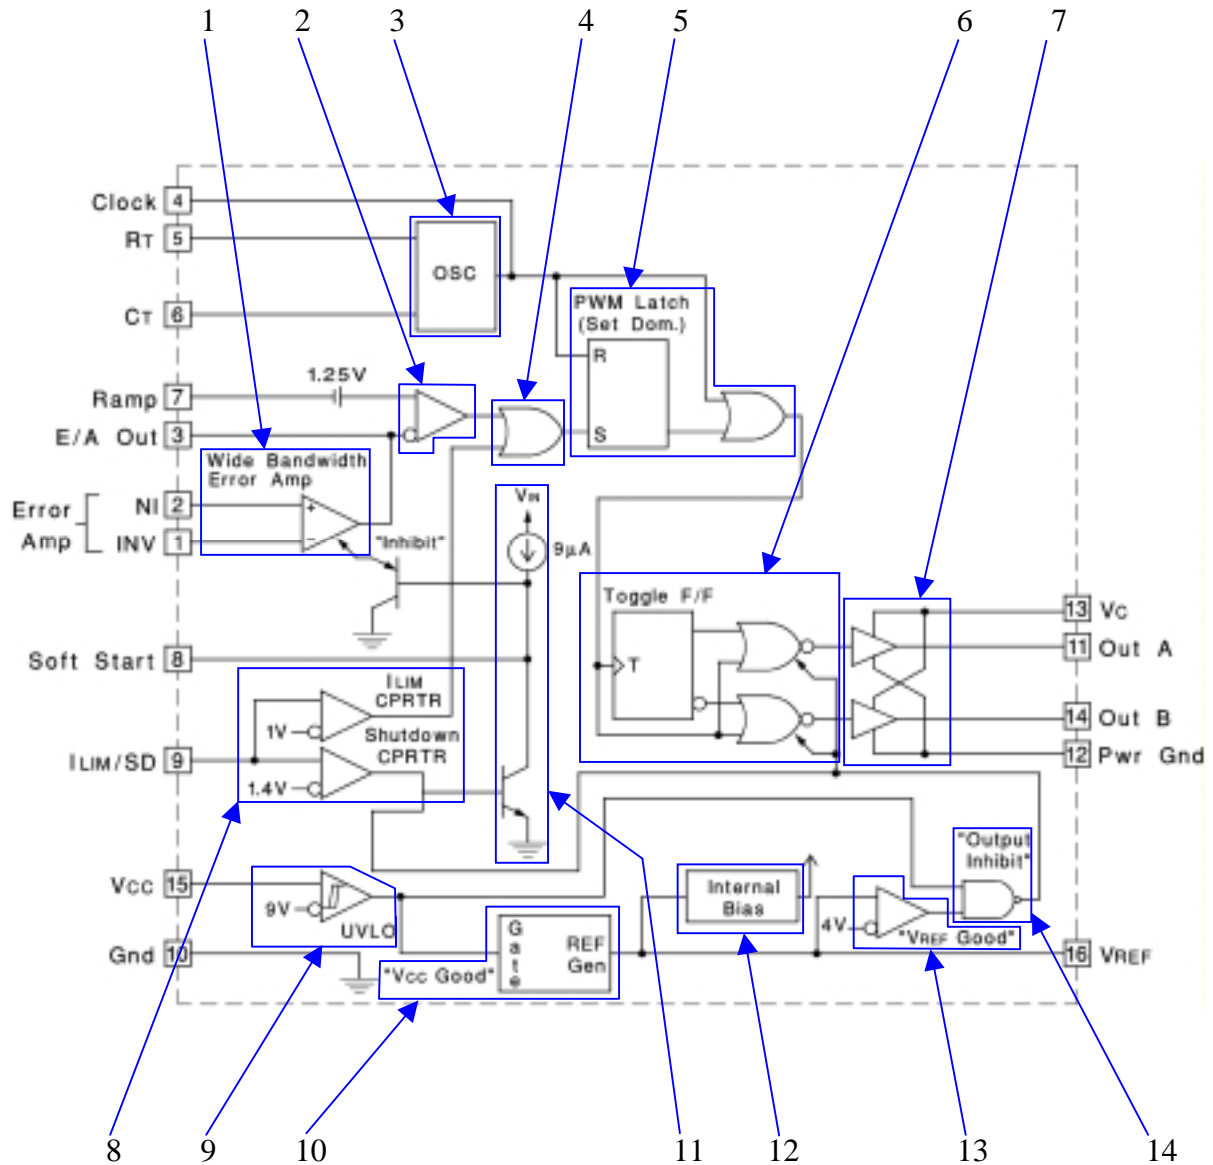 1 2 3 4 5 6 7
Clock 4
RT 5
OSC
CT 6
PWM Latch
(Set Dom.)
R
S
1.25V
Ramp 7
E/A Out 3
Wide Bandwidth
Error Amp
Error
Amp
NI 2
+
INV 1
−
"Inhibit"
VIN
9µA
Toggle F/F
T
13 VC
11 Out A
14 Out B
12 Pwr Gnd
Soft Start 8
ILIM
CPRTR
1V
Shutdown
CPRTR
ILIM/SD 9
1.4V
"Output
Inhibit"
VCC 15
9V
UVLO
Internal
Bias
4V
"VREF Good"
Gnd 10
"VCC Good"
Gate
REF
Gen
16 VREF
8 9 10 11 12 13 14